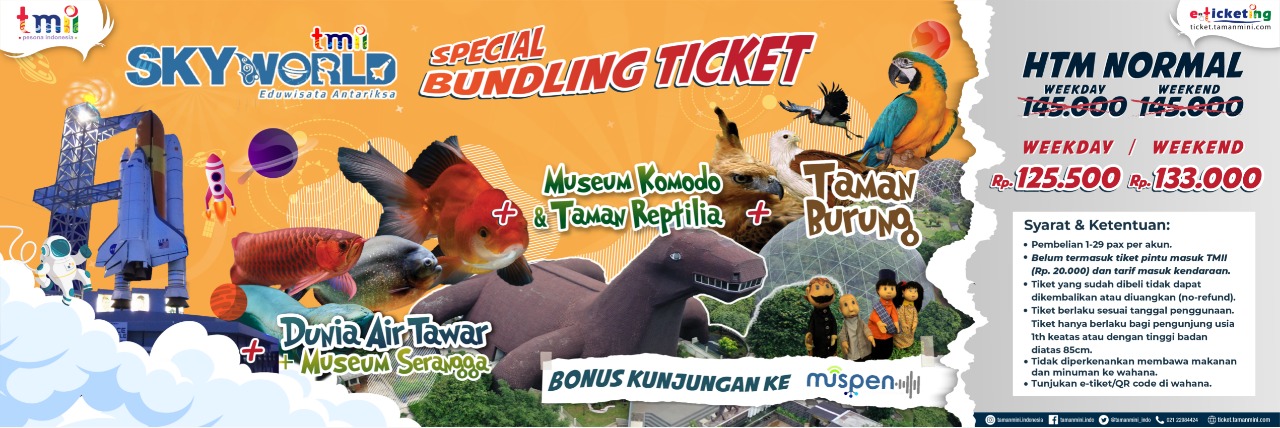 tmii
pesona indonesia
tmii
SKYWORLD
Eduwisata Antariksa
SPECIAL
BUNDLING TICKET
Museum Komodo
& Taman Reptilia
+
+
Taman
Burung
+
Dunia Air Tawar
+ Museum Serangga
BONUS KUNJUNGAN KE muspen
e-ticketing
ticket.tamanmini.com
HTM NORMAL
WEEKDAY WEEKEND
145.000 145.000
WEEKDAY / WEEKEND
Rp. 125.500 Rp. 133.000
Syarat & Ketentuan:
• Pembelian 1-29 pax per akun.
• Belum termasuk tiket pintu masuk TMII
(Rp. 20.000) dan tarif masuk kendaraan.
• Tiket yang sudah dibeli tidak dapat
dikembalikan atau diuangkan (no-refund).
• Tiket berlaku sesuai tanggal penggunaan.
Tiket hanya berlaku bagi pengunjung usia
1th keatas atau dengan tinggi badan
diatas 85cm.
• Tidak diperkenankan membawa makanan
dan minuman ke wahana.
• Tunjukan e-tiket/QR code di wahana.
tamanmini.indonesia tamanmini.indo tamanmini_indo 021 22984424 ticket.tamanmini.com